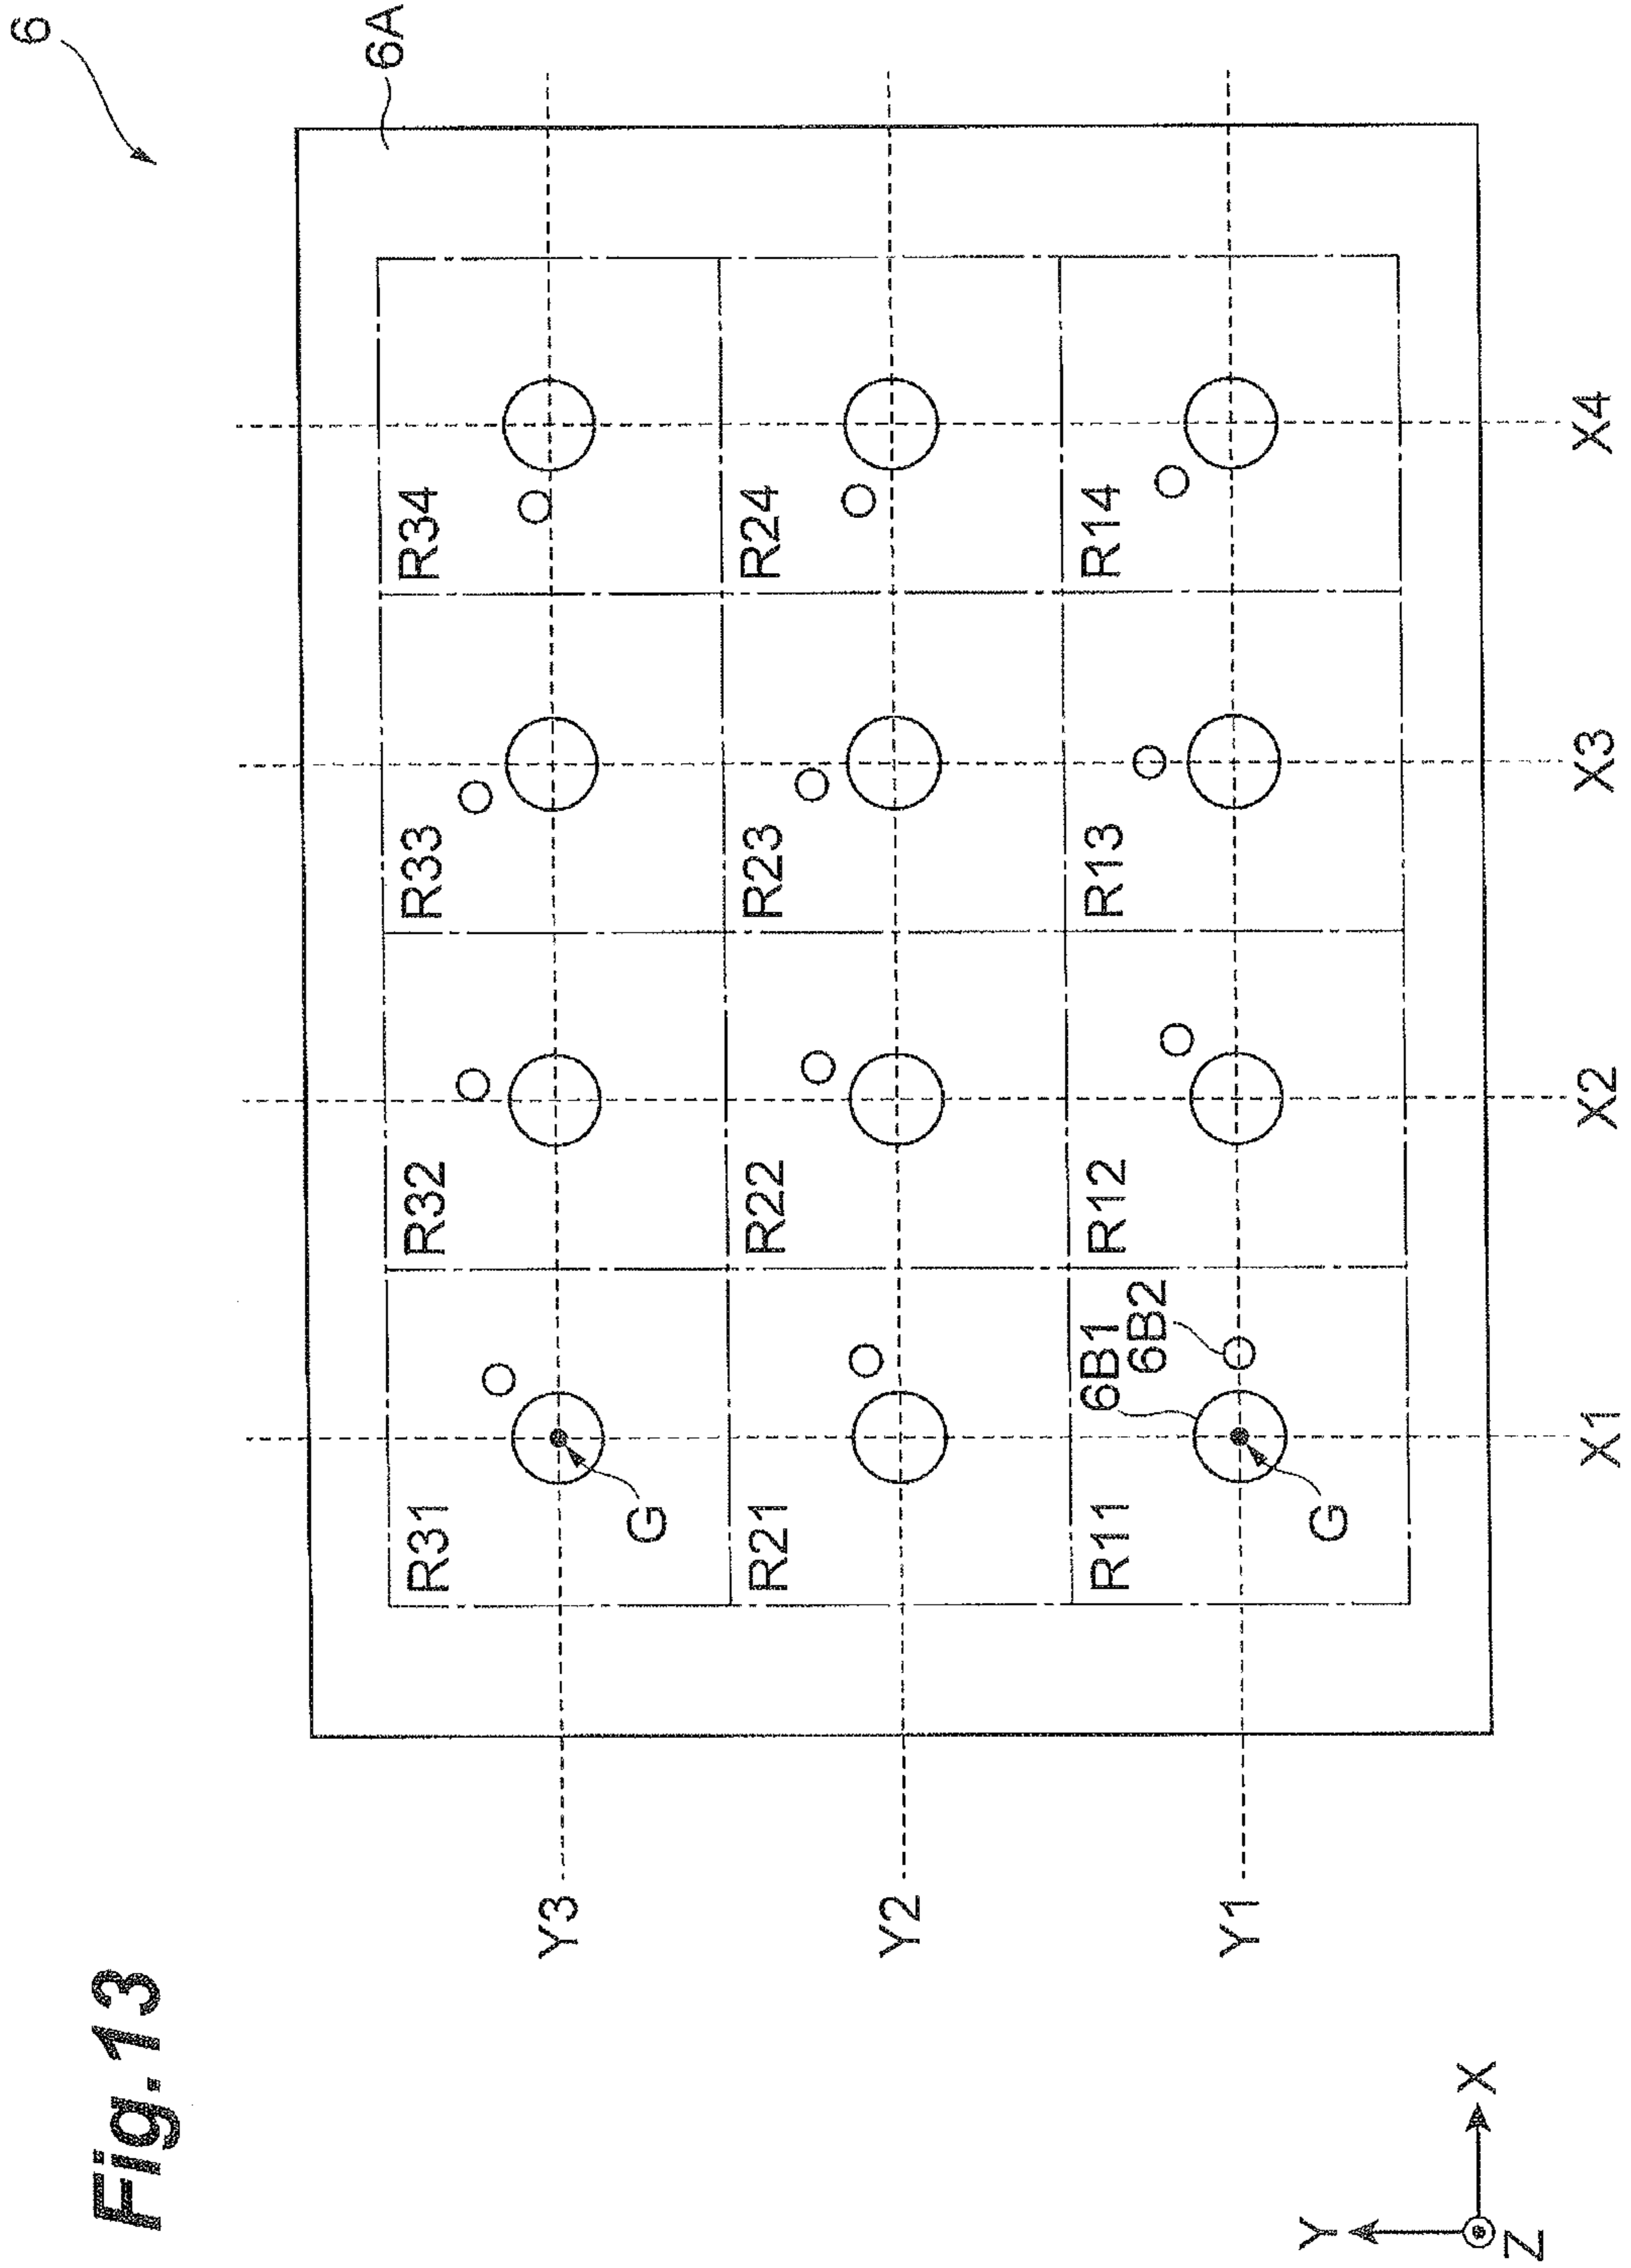 Fig.13
6
6A
R31 R32 R33 R34
Y3
G
R21 R22 R23 R24
Y2
R11 6B1 R12 R13 R14
6B2
Y1
G
Y
X
Z
X1 X2 X3 X4